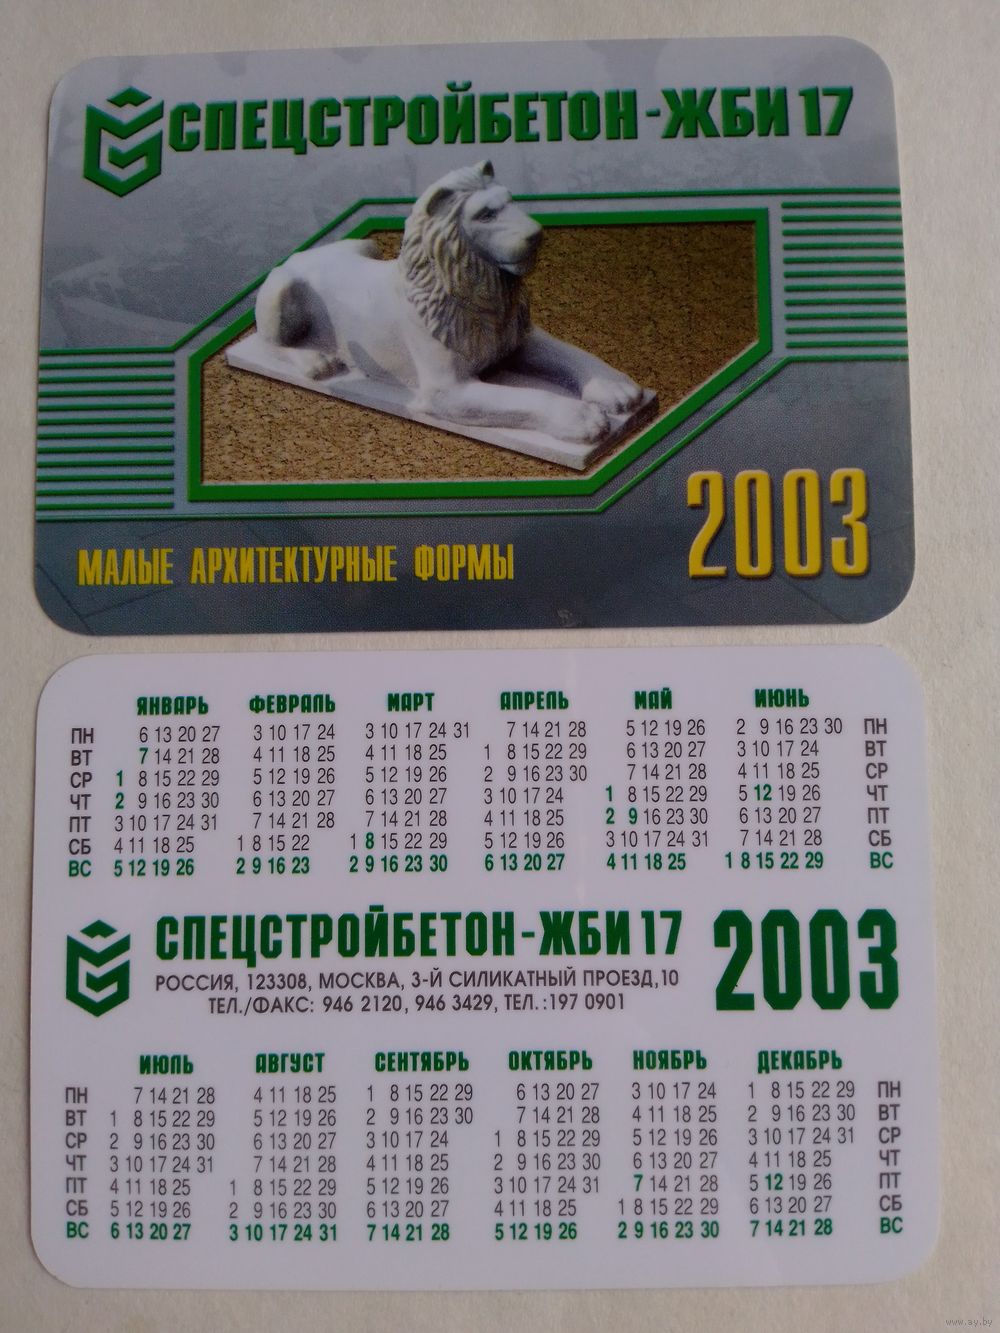 СПЕЦСТРОЙБЕТОН-ЖБИ 17
МАЛЫЕ АРХИТЕКТУРНЫЕ ФОРМЫ
2003
ЯНВАРЬ ФЕВРАЛЬ МАРТ АПРЕЛЬ МАЙ ИЮНЬ
ПН 6 13 20 27 3 10 17 24 3 10 17 24 31 7 14 21 28 5 12 19 26 2 9 16 23 30 ПН
ВТ 7 14 21 28 4 11 18 25 4 11 18 25 1 8 15 22 29 6 13 20 27 3 10 17 24 ВТ
СР 1 8 15 22 29 5 12 19 26 5 12 19 26 2 9 16 23 30 7 14 21 28 4 11 18 25 СР
ЧТ 2 9 16 23 30 6 13 20 27 6 13 20 27 3 10 17 24 1 8 15 22 29 5 12 19 26 ЧТ
ПТ 3 10 17 24 31 7 14 21 28 7 14 21 28 4 11 18 25 2 9 16 23 30 6 13 20 27 ПТ
СБ 4 11 18 25 1 8 15 22 1 8 15 22 29 5 12 19 26 3 10 17 24 31 7 14 21 28 СБ
ВС 5 12 19 26 2 9 16 23 2 9 16 23 30 6 13 20 27 4 11 18 25 1 8 15 22 29 ВС
СПЕЦСТРОЙБЕТОН-ЖБИ 17
РОССИЯ, 123308, МОСКВА, 3-Й СИЛИКАТНЫЙ ПРОЕЗД,10
ТЕЛ./ФАКС: 946 2120, 946 3429, ТЕЛ.:197 0901
2003
ИЮЛЬ АВГУСТ СЕНТЯБРЬ ОКТЯБРЬ НОЯБРЬ ДЕКАБРЬ
ПН 7 14 21 28 4 11 18 25 1 8 15 22 29 6 13 20 27 3 10 17 24 1 8 15 22 29 ПН
ВТ 1 8 15 22 29 5 12 19 26 2 9 16 23 30 7 14 21 28 4 11 18 25 2 9 16 23 30 ВТ
СР 2 9 16 23 30 6 13 20 27 3 10 17 24 1 8 15 22 29 5 12 19 26 3 10 17 24 31 СР
ЧТ 3 10 17 24 31 7 14 21 28 4 11 18 25 2 9 16 23 30 6 13 20 27 4 11 18 25 ЧТ
ПТ 4 11 18 25 1 8 15 22 29 5 12 19 26 3 10 17 24 31 7 14 21 28 5 12 19 26 ПТ
СБ 5 12 19 26 2 9 16 23 30 6 13 20 27 4 11 18 25 1 8 15 22 29 6 13 20 27 СБ
ВС 6 13 20 27 3 10 17 24 31 7 14 21 28 5 12 19 26 2 9 16 23 30 7 14 21 28 ВС
www.ay.by